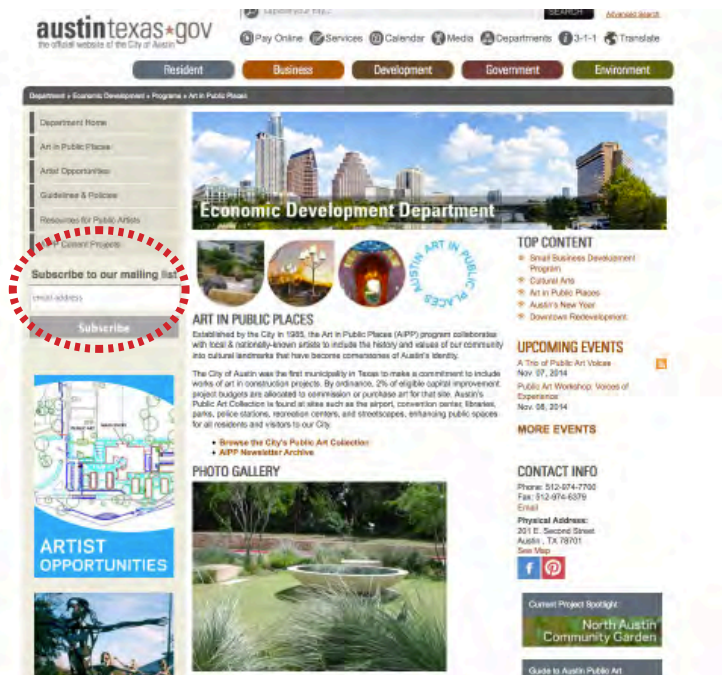 SEARCH
Advanced Search
austintexas★gov
the official website of the City of Austin
Pay Online Services Calendar Media Departments 3-1-1 Translate
Resident Business Development Government Environment
Department » Economic Development » Programs » Art in Public Places
Department Home
Art in Public Places
Artist Opportunities
Guidelines & Policies
Resources for Public Artists
AIPP Current Projects
Subscribe to our mailing list
email address
Subscribe
ARTIST
OPPORTUNITIES
Economic Development Department
AUSTIN ART IN PUBLIC PLACES
ART IN PUBLIC PLACES
Established by the City in 1985, the Art in Public Places (AIPP) program collaborates
with local & nationally-known artists to include the history and values of our community
into cultural landmarks that have become cornerstones of Austin's identity.
The City of Austin was the first municipality in Texas to make a commitment to include
works of art in construction projects. By ordinance, 2% of eligible capital improvement
project budgets are allocated to commission or purchase art for that site. Austin's
Public Art Collection is found at sites such as the airport, convention center, libraries,
parks, police stations, recreation centers, and streetscapes, enhancing public spaces
for all residents and visitors to our City.
Browse the City's Public Art Collection
AIPP Newsletter Archive
PHOTO GALLERY
TOP CONTENT
Small Business Development
Program
Cultural Arts
Art in Public Places
Austin's New Year
Downtown Redevelopment
UPCOMING EVENTS
A Trio of Public Art Voices
Nov. 07, 2014
Public Art Workshop: Voices of
Experience
Nov. 08, 2014
MORE EVENTS
CONTACT INFO
Phone: 512-974-7700
Fax: 512-974-6379
Email
Physical Address:
201 E. Second Street
Austin , TX 78701
See Map
Current Project Spotlight:
North Austin
Community Garden
Guide to Austin Public Art